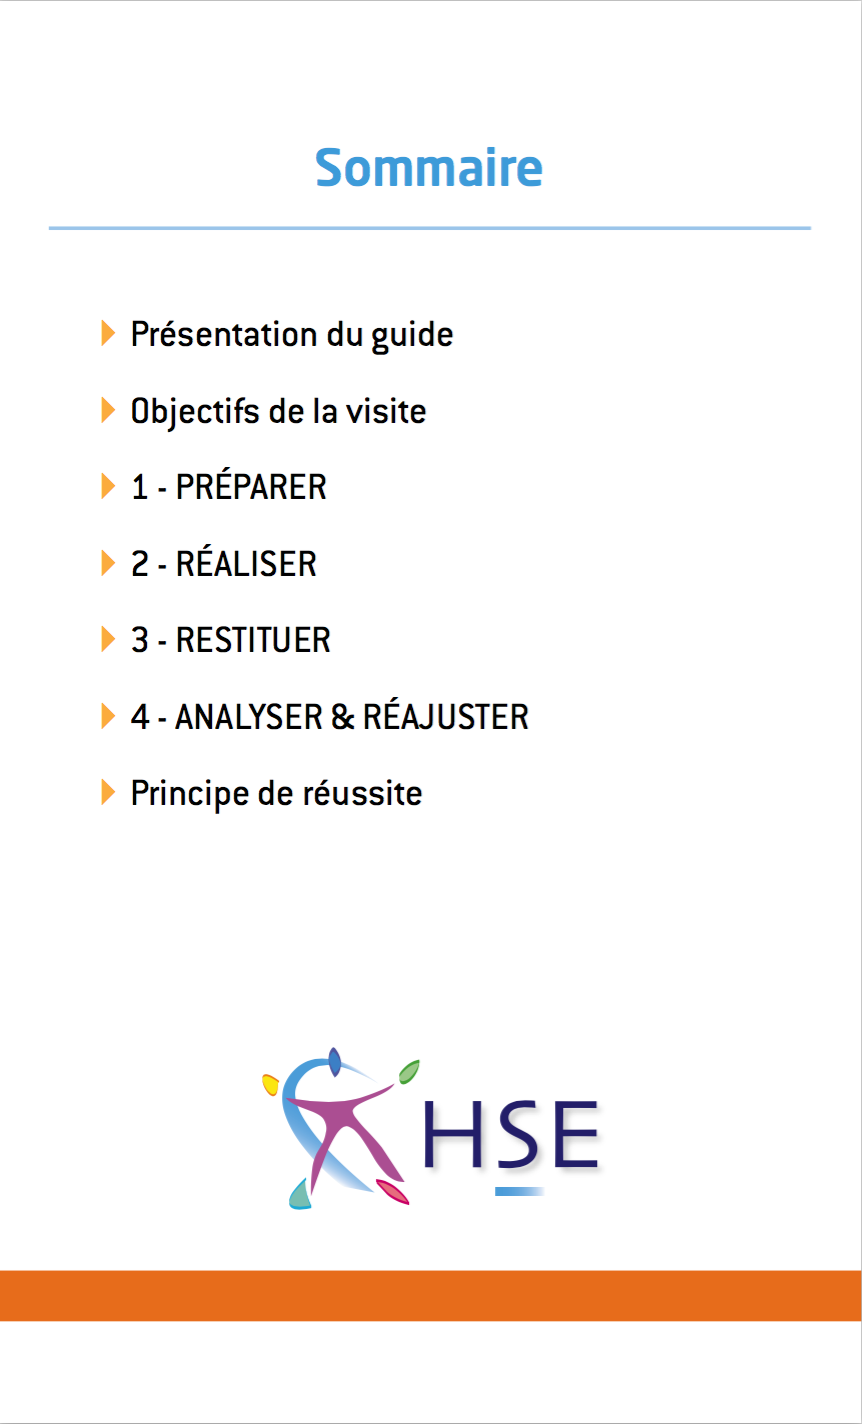 Sommaire
Présentation du guide
Objectifs de la visite
1 - PRÉPARER
2 - RÉALISER
3 - RESTITUER
4 - ANALYSER & RÉAJUSTER
Principe de réussite
HSE